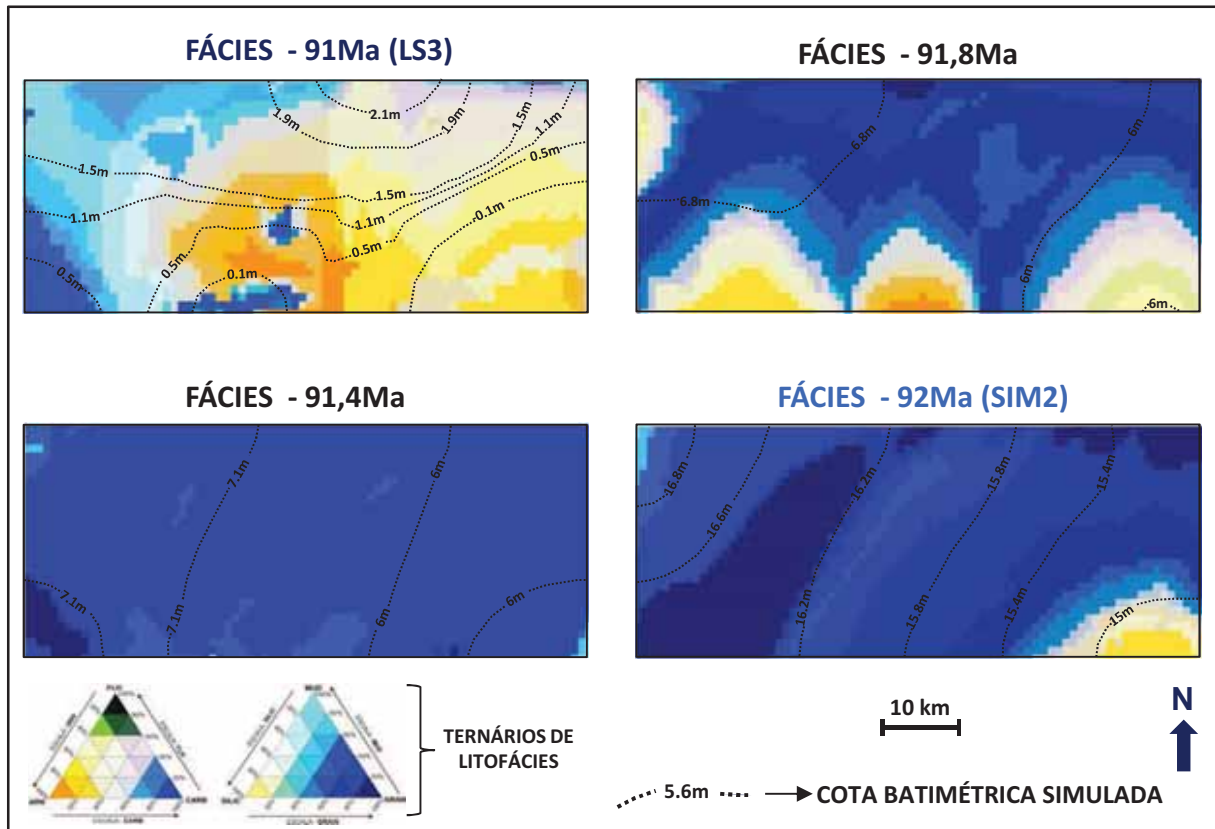 FÁCIES - 91Ma (LS3)
2.1m
1.9m
1.9m
1.5m
1.1m
0.5m
1.5m
1.5m
0.1m
1.1m
1.1m
0.5m
0.5m
0.5m
0.1m
FÁCIES - 91,8Ma
6.8m
6m
6.8m
6m
6m
FÁCIES - 91,4Ma
7.1m
6m
7.1m
6m
7.1m
6m
FÁCIES - 92Ma (SIM2)
16.8m
16.6m
16.2m
15.8m
15.4m
16.2m
15.8m
15.4m
15m
CARB
TERNÁRIOS DE
LITOFÁCIES
10 km
N
5.6m
COTA BATIMÉTRICA SIMULADA